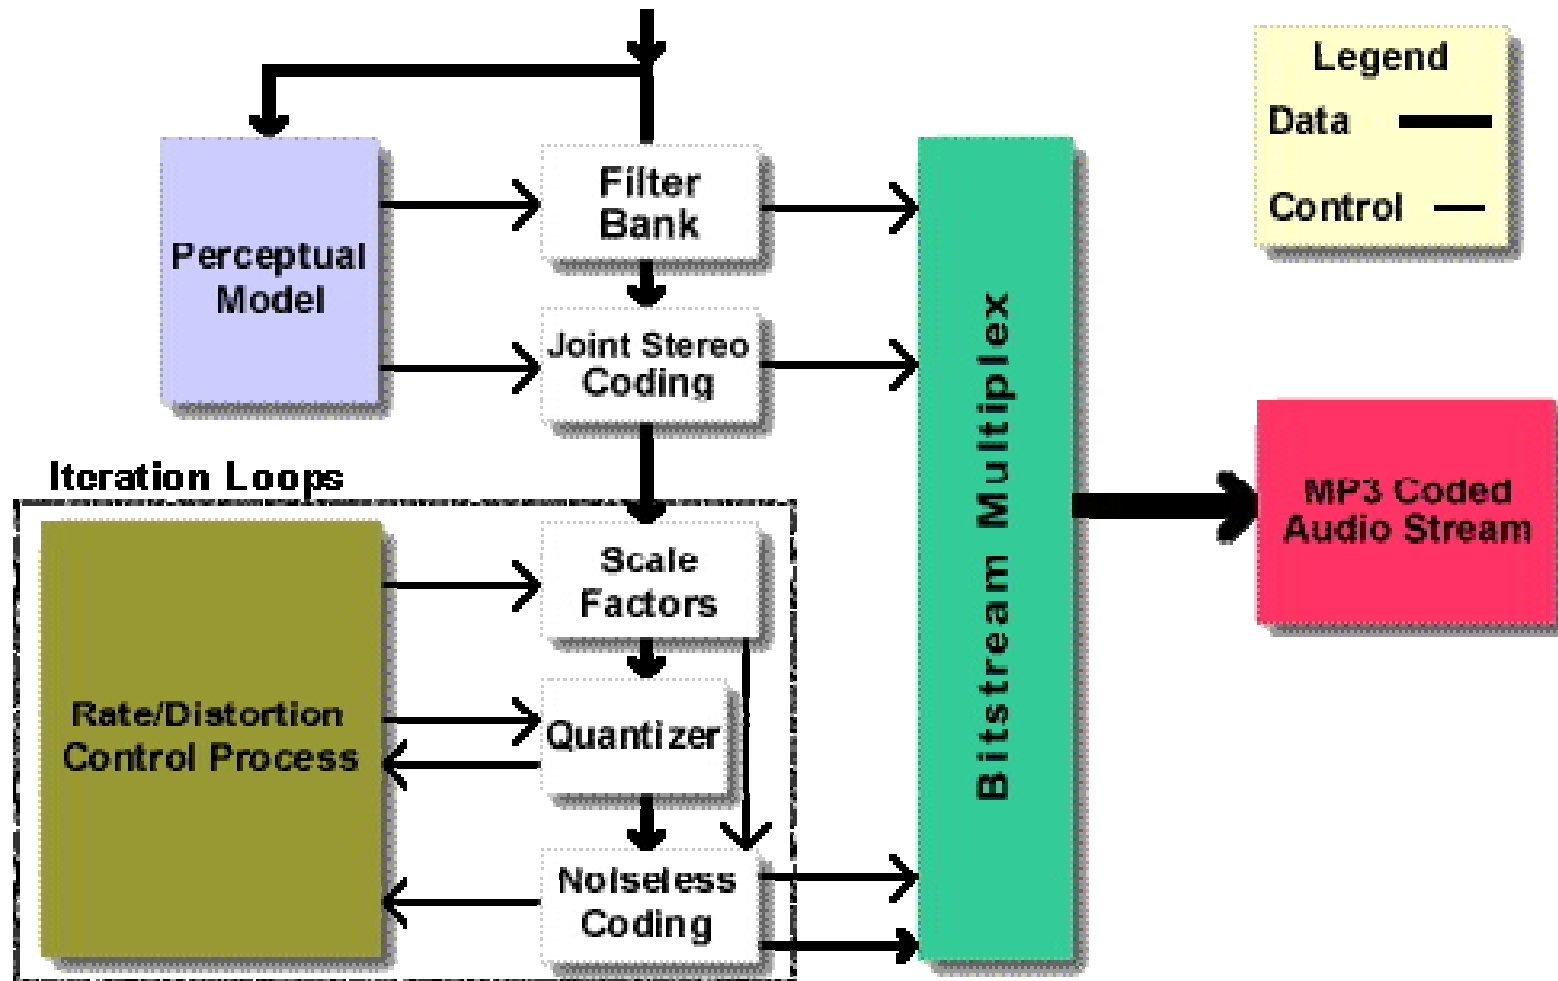 Legend
Data
Control
Filter
Bank
Perceptual
Model
Joint Stereo
Coding
Bitstream Multiplex
MP3 Coded
Audio Stream
Iteration Loops
Scale
Factors
Rate/Distortion
Control Process
Quantizer
Noiseless
Coding